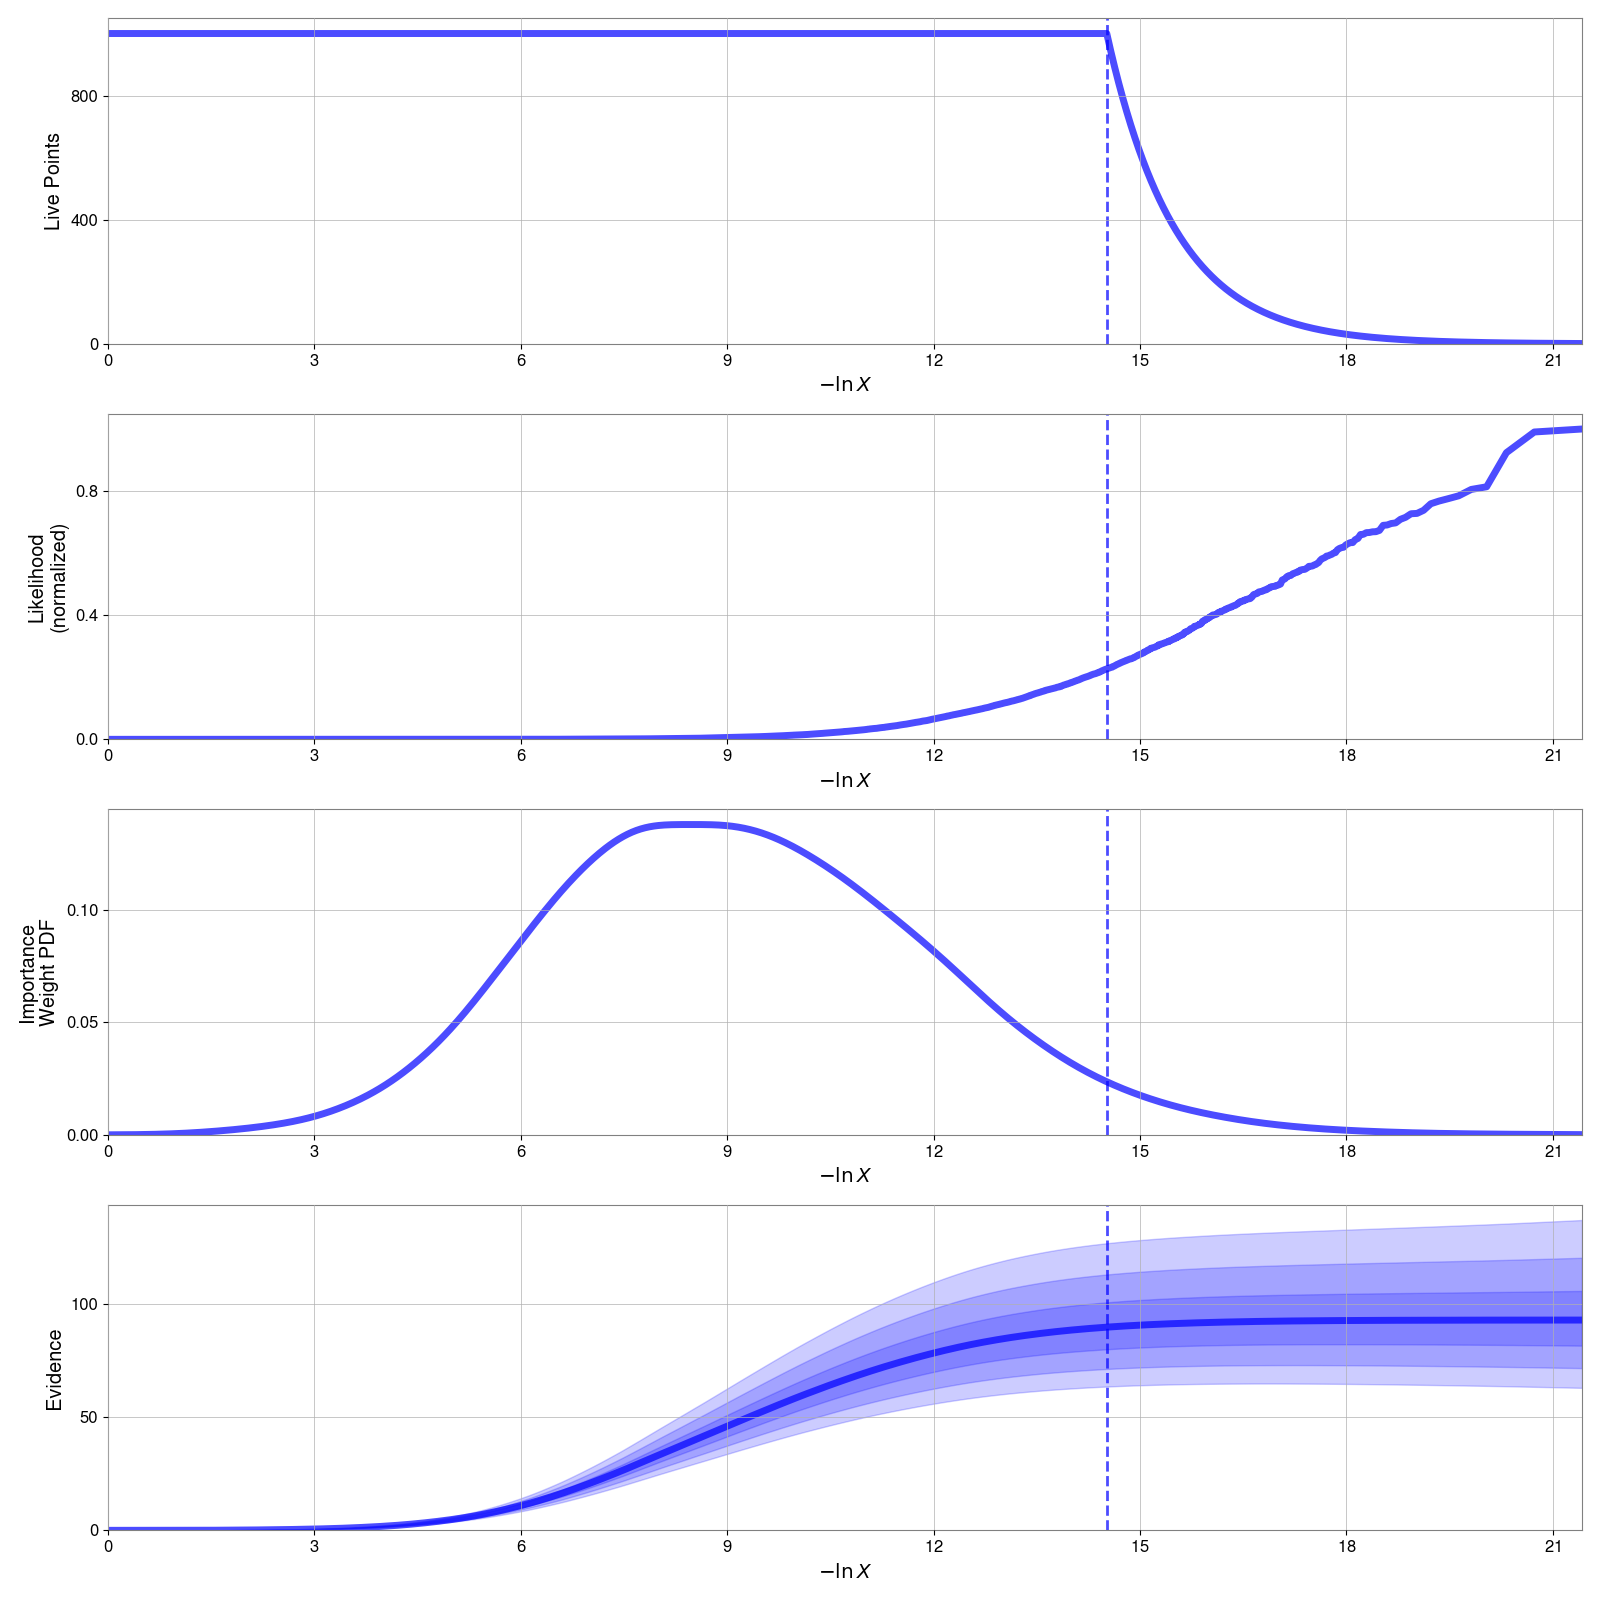 800
400
0
Live Points
0 3 6 9 12 15 18 21
−ln X
0.8
0.4
0.0
Likelihood
(normalized)
0 3 6 9 12 15 18 21
−ln X
0.10
0.05
0.00
Importance
Weight PDF
0 3 6 9 12 15 18 21
−ln X
100
50
0
Evidence
0 3 6 9 12 15 18 21
−ln X